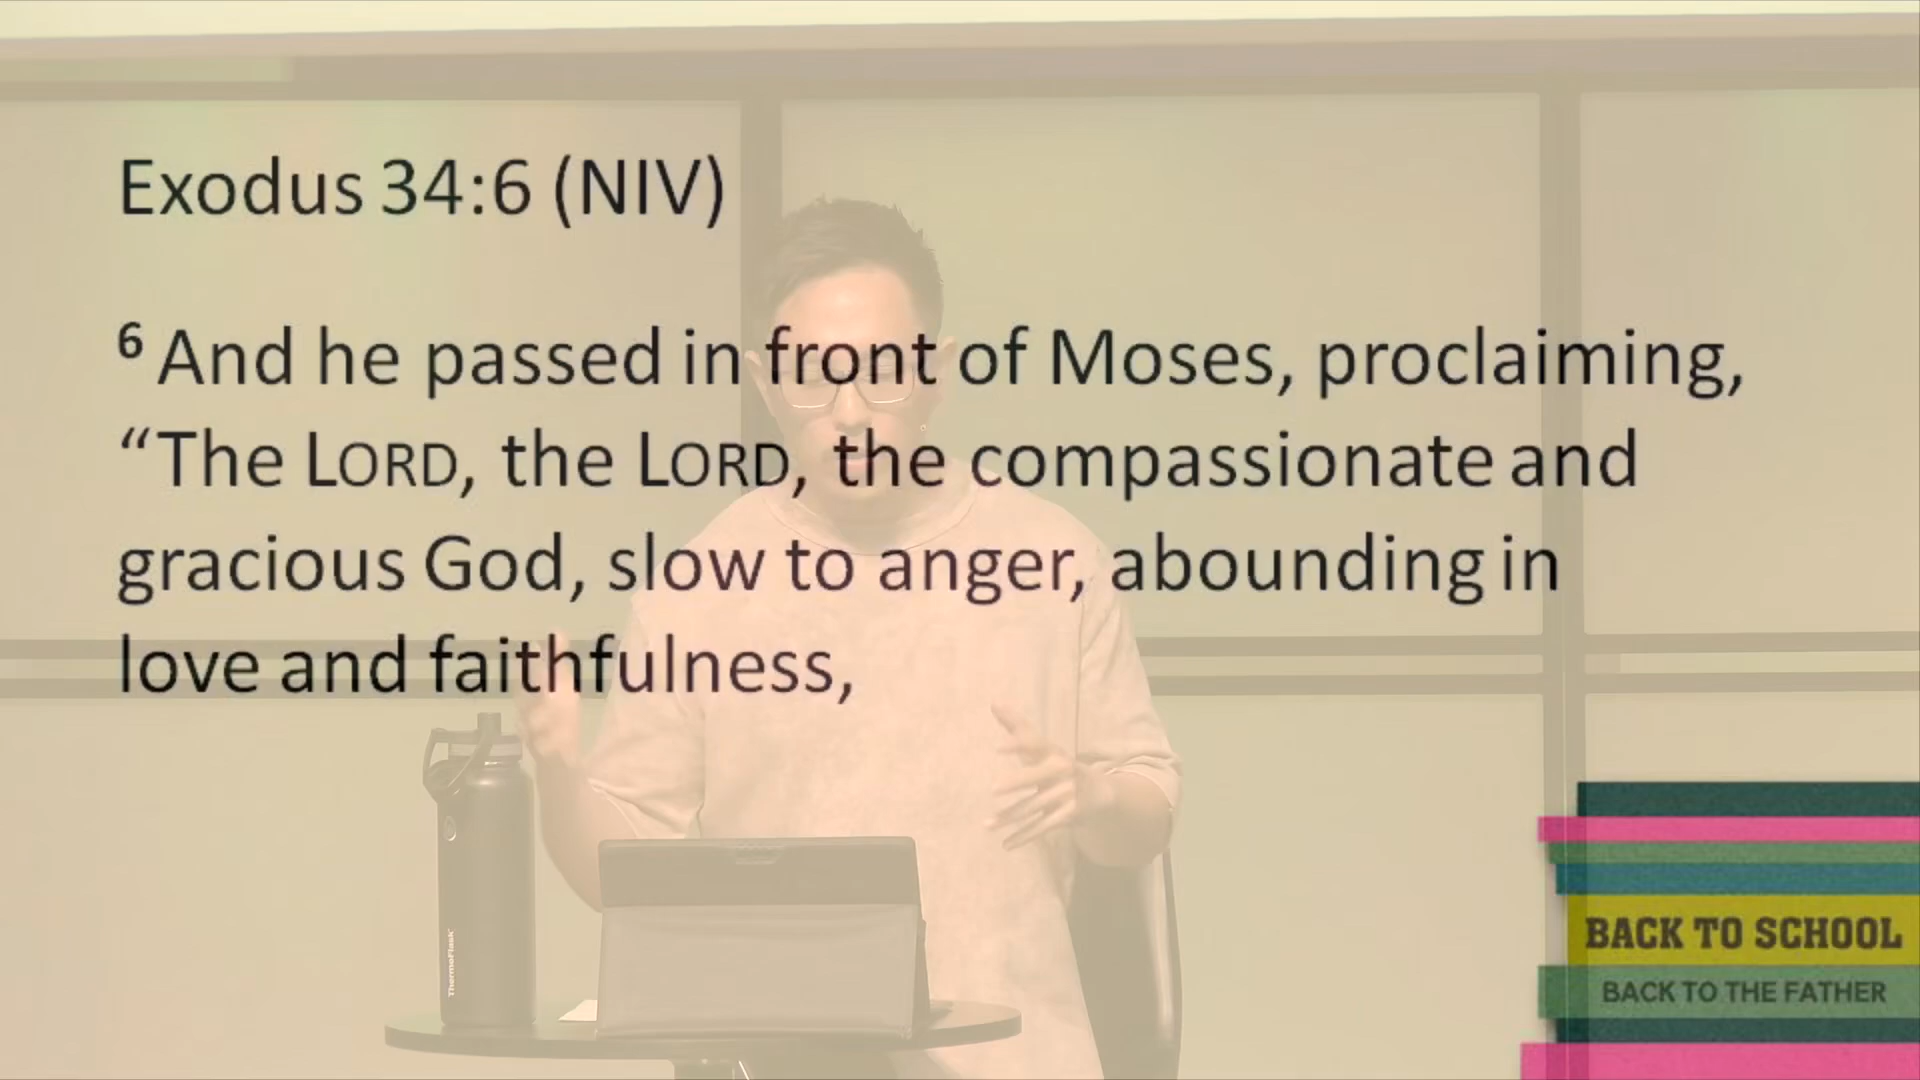 Exodus 34:6 (NIV)
6 And he passed in front of Moses, proclaiming,
“The LORD, the LORD, the compassionate and
gracious God, slow to anger, abounding in
love and faithfulness,
ThermoFlask
BACK TO SCHOOL
BACK TO THE FATHER